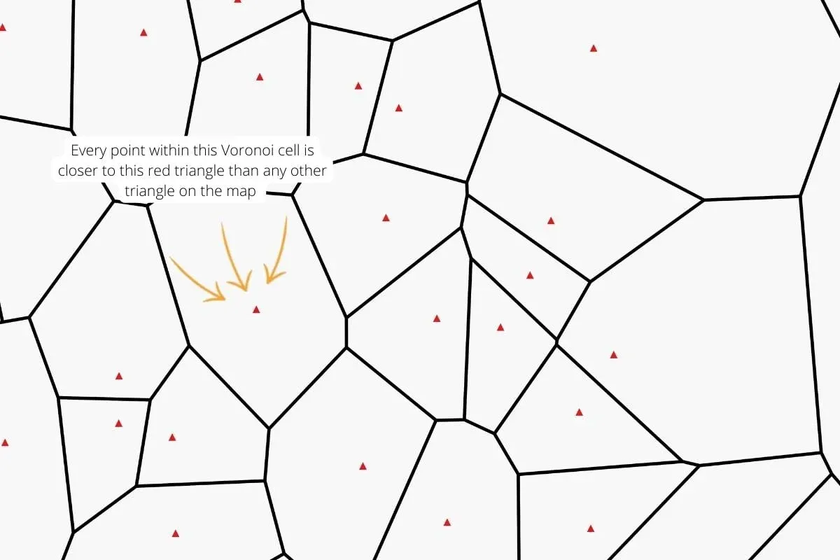 Every point within this Voronoi cell is
closer to this red triangle than any other
triangle on the map